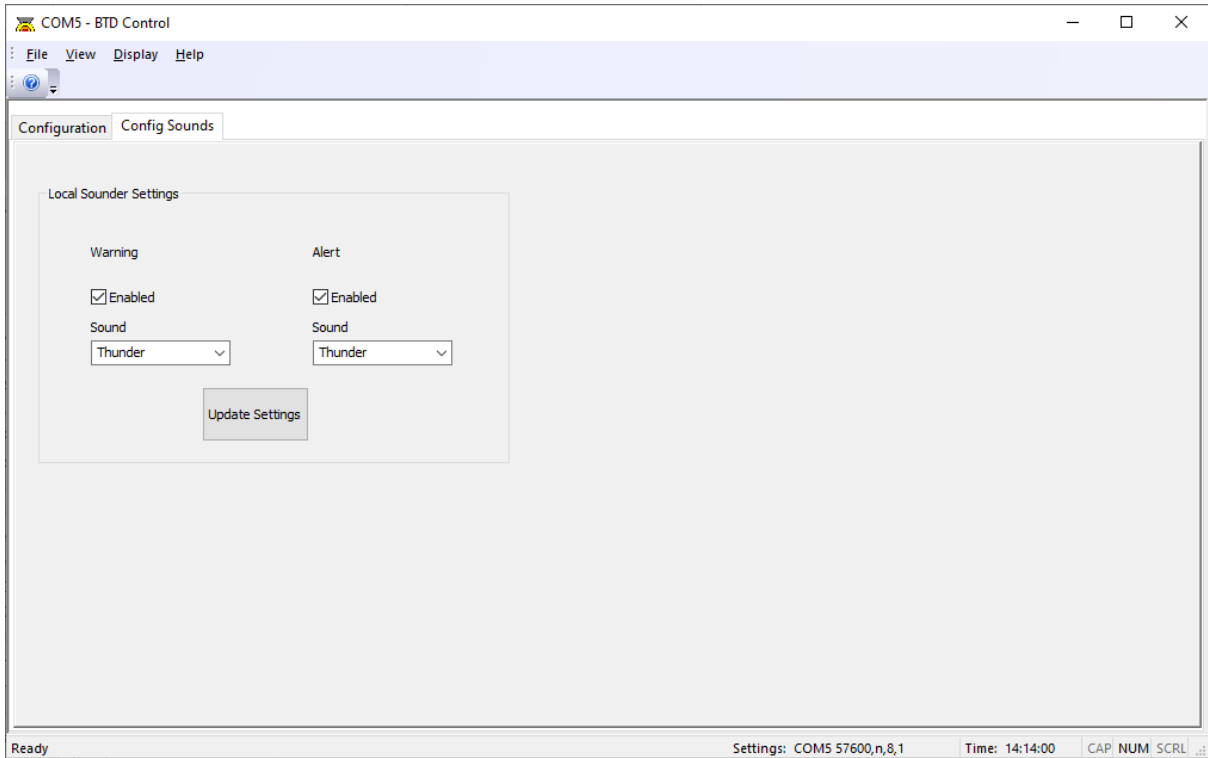 COM5 - BTD Control
File View Display Help
Configuration Config Sounds
Local Sounder Settings
Warning Alert
Enabled Enabled
Sound Sound
Thunder Thunder
Update Settings
Ready Settings: COM5 57600,n,8,1 Time: 14:14:00 CAP NUM SCRL